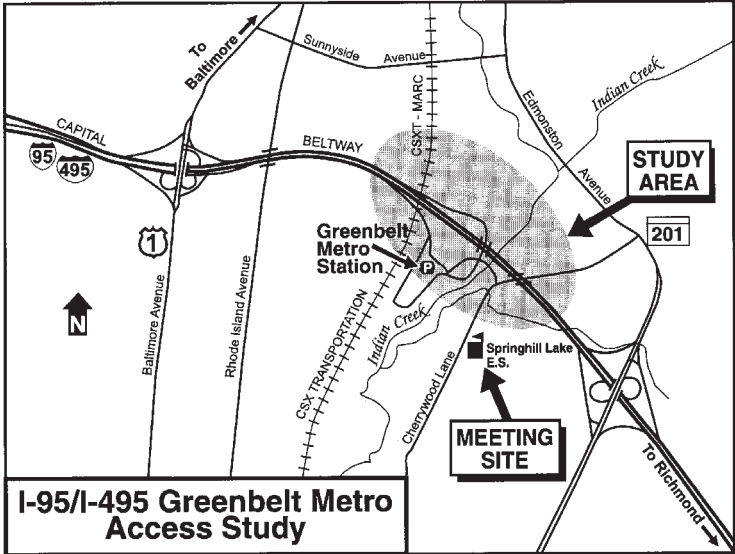 To
Baltimore
Sunnyside Avenue
CSXT - MARC
Indian Creek
Edmonston Avenue
CAPITAL BELTWAY
95 495
STUDY
AREA
1
Greenbelt
Metro
Station
P
201
N
Baltimore Avenue
Rhode Island Avenue
CSX TRANSPORTATION
Indian Creek
Cherrywood Lane
Springhill Lake
E.S.
MEETING
SITE
To Richmond
I-95/I-495 Greenbelt Metro
Access Study